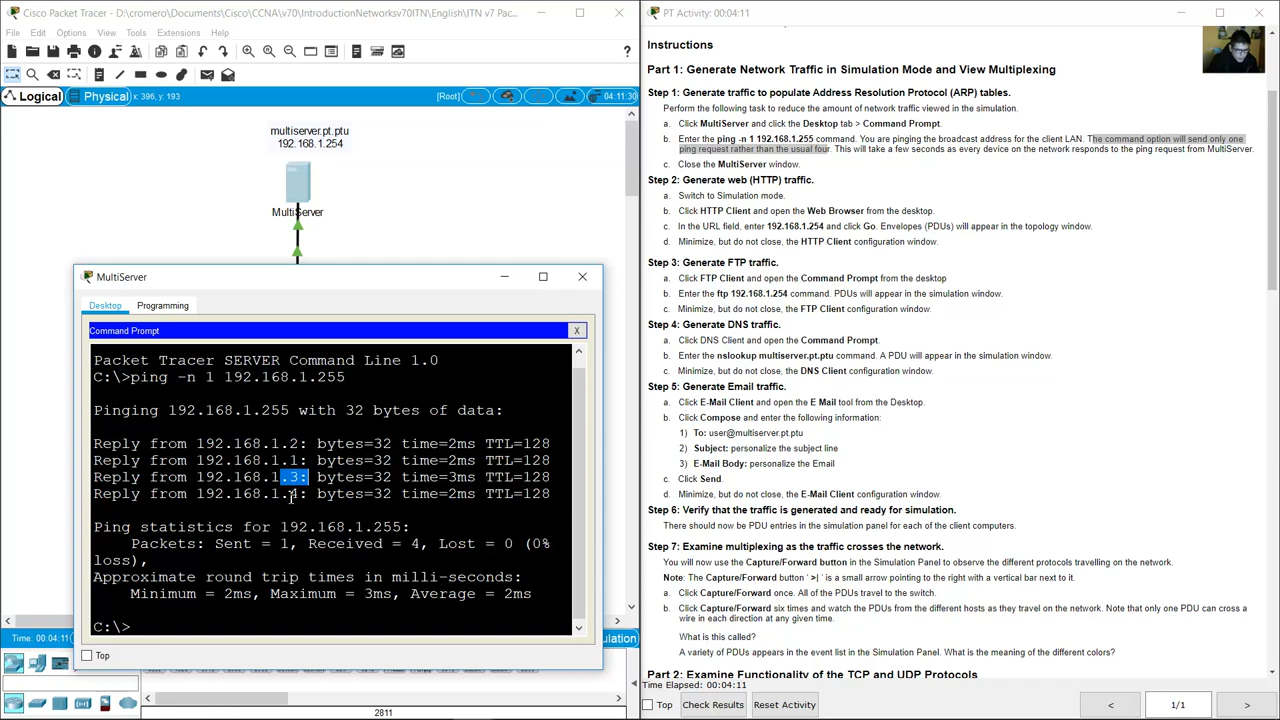 Cisco Packet Tracer - D:\cromero\Documents\Cisco\CCNA\v70\IntroductionNetworksv70ITN\English\ITN v7 Pac...
File Edit Options View Tools Extensions Help
Logical Physical x: 396, y: 193 [Root] 04:11:30
multiserver.pt.ptu
192.168.1.254
MultiServer
MultiServer
Desktop Programming
Command Prompt X
Packet Tracer SERVER Command Line 1.0
C:\>ping -n 1 192.168.1.255
Pinging 192.168.1.255 with 32 bytes of data:
Reply from 192.168.1.2: bytes=32 time=2ms TTL=128
Reply from 192.168.1.1: bytes=32 time=2ms TTL=128
Reply from 192.168.1.3: bytes=32 time=3ms TTL=128
Reply from 192.168.1.4: bytes=32 time=2ms TTL=128
Ping statistics for 192.168.1.255:
Packets: Sent = 1, Received = 4, Lost = 0 (0%
loss),
Approximate round trip times in milli-seconds:
Minimum = 2ms, Maximum = 3ms, Average = 2ms
C:\>
Time: 00:04:11
Top
2811
PT Activity: 00:04:11
Instructions
Part 1: Generate Network Traffic in Simulation Mode and View Multiplexing
Step 1: Generate traffic to populate Address Resolution Protocol (ARP) tables.
Perform the following task to reduce the amount of network traffic viewed in the simulation.
a. Click MultiServer and click the Desktop tab > Command Prompt.
b. Enter the ping -n 1 192.168.1.255 command. You are pinging the broadcast address for the client LAN. The command option will send only one
ping request rather than the usual four. This will take a few seconds as every device on the network responds to the ping request from MultiServer.
c. Close the MultiServer window.
Step 2: Generate web (HTTP) traffic.
a. Switch to Simulation mode.
b. Click HTTP Client and open the Web Browser from the desktop.
c. In the URL field, enter 192.168.1.254 and click Go. Envelopes (PDUs) will appear in the topology window.
d. Minimize, but do not close, the HTTP Client configuration window.
Step 3: Generate FTP traffic.
a. Click FTP Client and open the Command Prompt from the desktop
b. Enter the ftp 192.168.1.254 command. PDUs will appear in the simulation window.
c. Minimize, but do not close, the FTP Client configuration window.
Step 4: Generate DNS traffic.
a. Click DNS Client and open the Command Prompt.
b. Enter the nslookup multiserver.pt.ptu command. A PDU will appear in the simulation window.
c. Minimize, but do not close, the DNS Client configuration window.
Step 5: Generate Email traffic.
a. Click E-Mail Client and open the E Mail tool from the Desktop.
b. Click Compose and enter the following information:
1) To: user@multiserver.pt.ptu
2) Subject: personalize the subject line
3) E-Mail Body: personalize the Email
c. Click Send.
d. Minimize, but do not close, the E-Mail Client configuration window.
Step 6: Verify that the traffic is generated and ready for simulation.
There should now be PDU entries in the simulation panel for each of the client computers.
Step 7: Examine multiplexing as the traffic crosses the network.
You will now use the Capture/Forward button in the Simulation Panel to observe the different protocols travelling on the network.
Note: The Capture/Forward button ' >| ' is a small arrow pointing to the right with a vertical bar next to it.
a. Click Capture/Forward once. All of the PDUs travel to the switch.
b. Click Capture/Forward six times and watch the PDUs from the different hosts as they travel on the network. Note that only one PDU can cross a
wire in each direction at any given time.
What is this called?
A variety of PDUs appears in the event list in the Simulation Panel. What is the meaning of the different colors?
Part 2: Examine Functionality of the TCP and UDP Protocols
Time Elapsed: 00:04:11
Top Check Results Reset Activity < 1/1 >